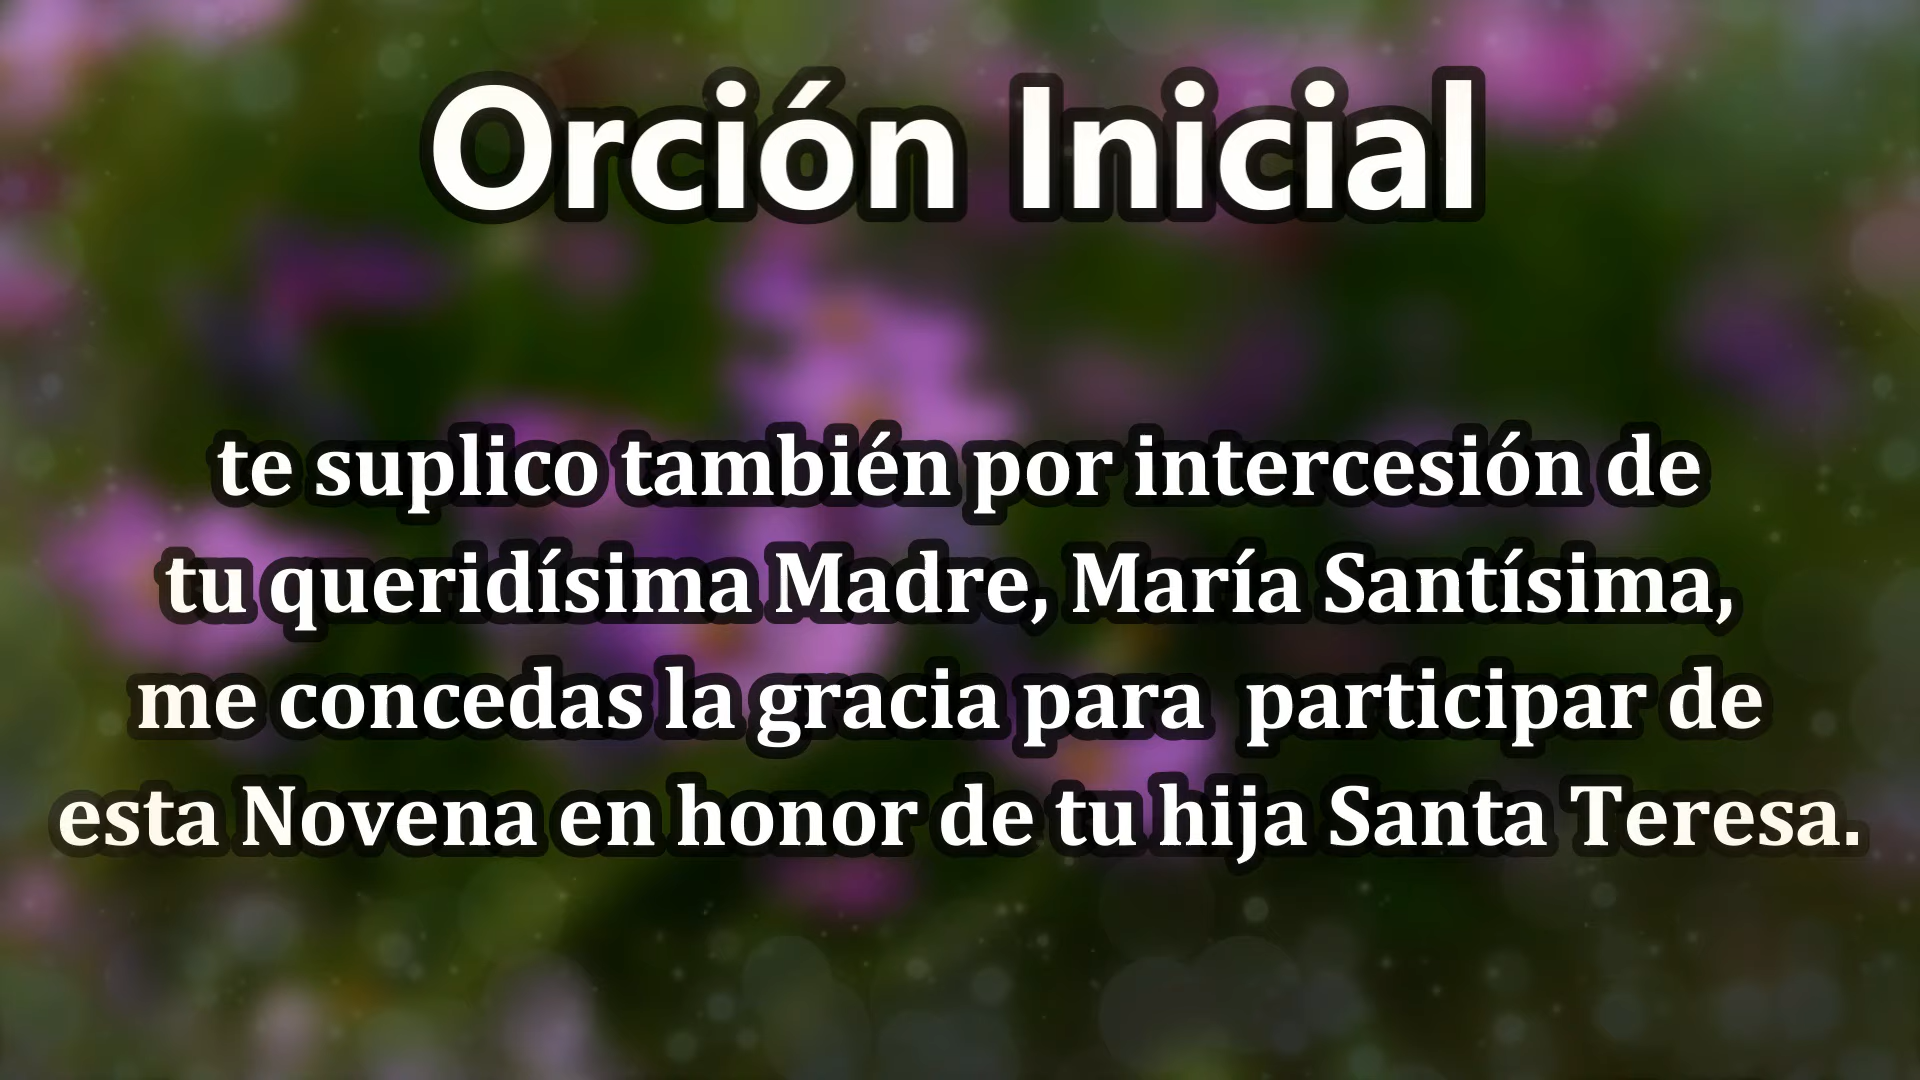 Orción Inicial
te suplico también por intercesión de
tu queridísima Madre, María Santísima,
me concedas la gracia para  participar de
esta Novena en honor de tu hija Santa Teresa.